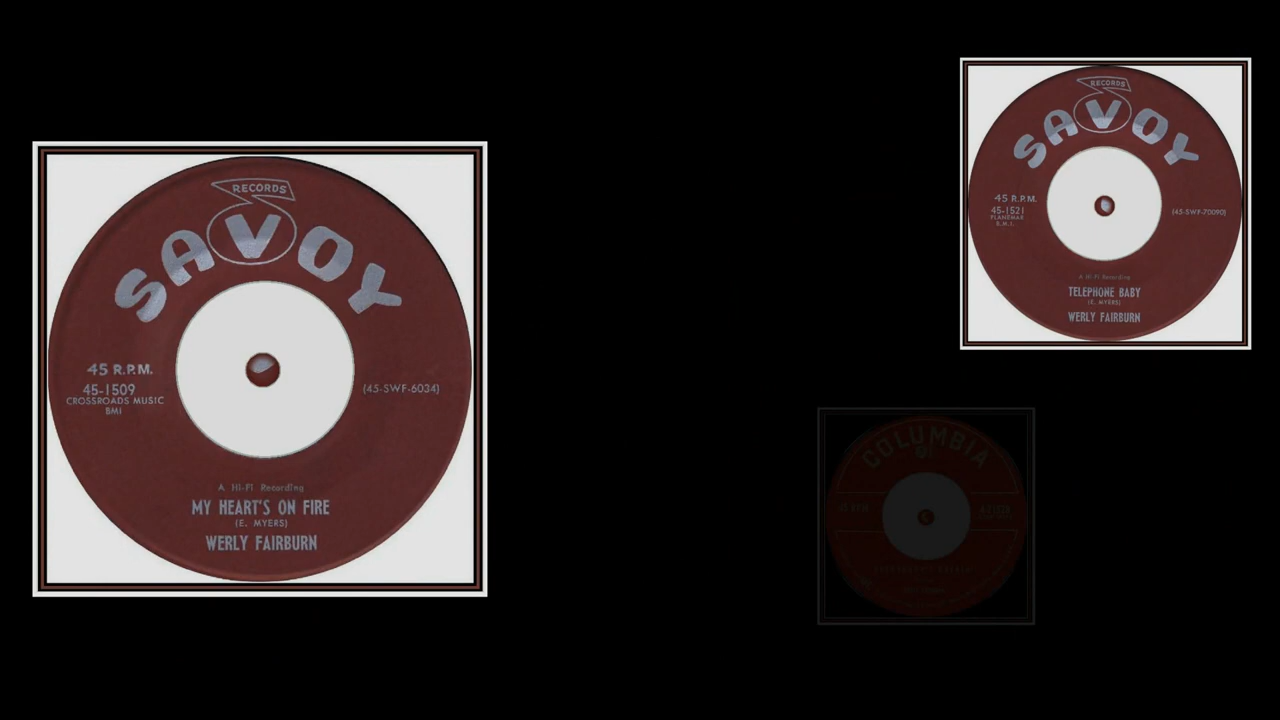 RECORDS
SAVOY
45 R.P.M.
45-1509
CROSSROADS MUSIC
BMI
(45-SWF-6034)
A Hi-Fi Recording
MY HEART'S ON FIRE
(E. MYERS)
WERLY FAIRBURN
RECORDS
SAVOY
45 R.P.M.
45-1521
PLANEMAR
B.M.I.
(45-SWF-70090)
A Hi Fi Recording
TELEPHONE BABY
(E. MYERS)
WERLY FAIRBURN
COLUMBIA